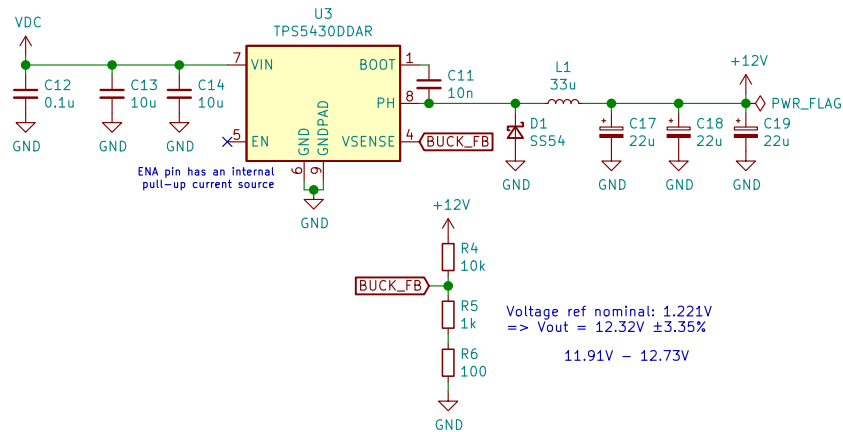 VDC
U3
TPS5430DDAR
7
VIN
BOOT
1
C12
0.1u
C13
10u
C14
10u
C11
10n
PH
8
5
EN
GND
GNDPAD
VSENSE
4
BUCK_FB
6
9
GND
GND
GND
GND
ENA pin has an internal
pull-up current source
L1
33u
+12V
PWR_FLAG
D1
SS54
+
C17
22u
+
C18
22u
+
C19
22u
GND
GND
GND
GND
+12V
R4
10k
BUCK_FB
R5
1k
R6
100
GND
Voltage ref nominal: 1.221V
=> Vout = 12.32V ±3.35%
11.91V - 12.73V